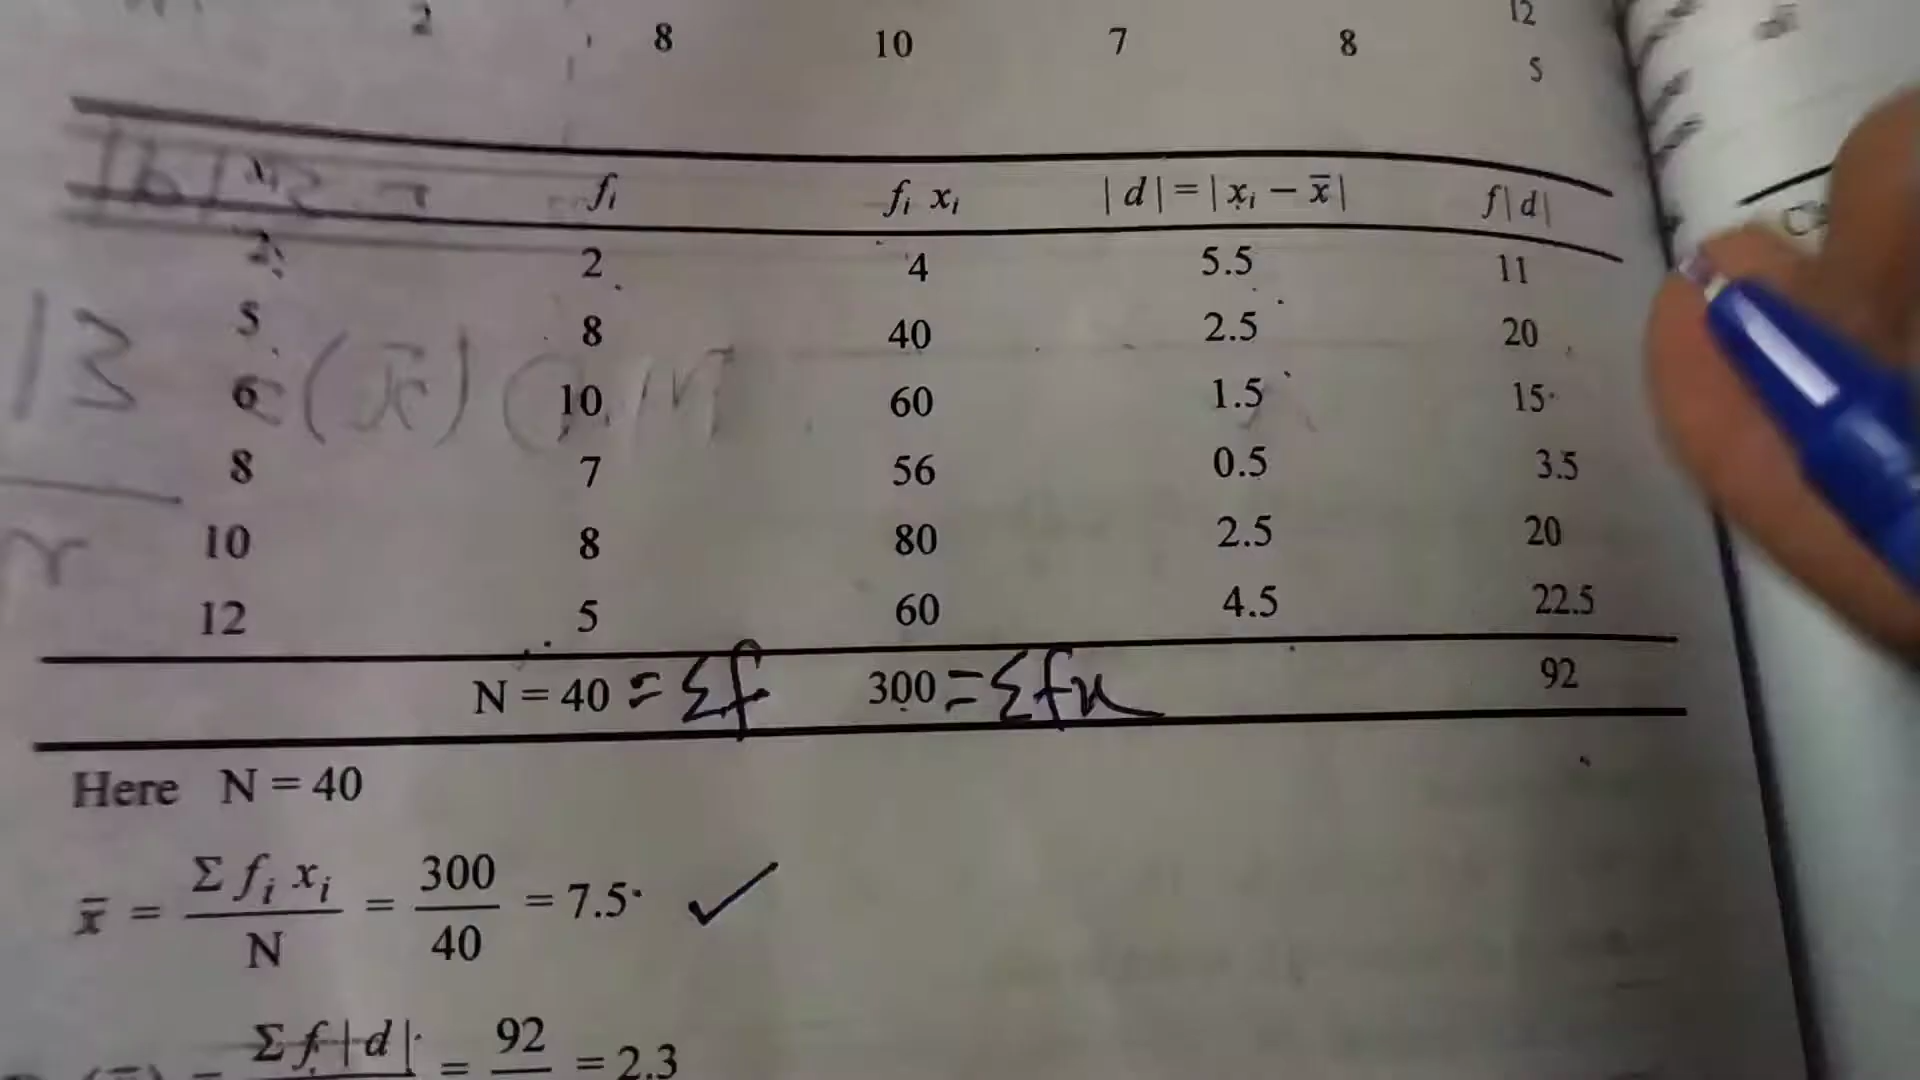 2 8 10 7 8 12
5
xᵢ fᵢ fᵢ xᵢ |d| = |xᵢ − x̄| f|d|
2 2 4 5.5 11
5 8 40 2.5 20
6 10 60 1.5 15
8 7 56 0.5 3.5
10 8 80 2.5 20
12 5 60 4.5 22.5
N = 40 = Σf 300 = Σfx 92
Here N = 40
x̄ = Σ fᵢ xᵢ / N = 300 / 40 = 7.5 ✓
Σ f |d| = 92 = 2.3